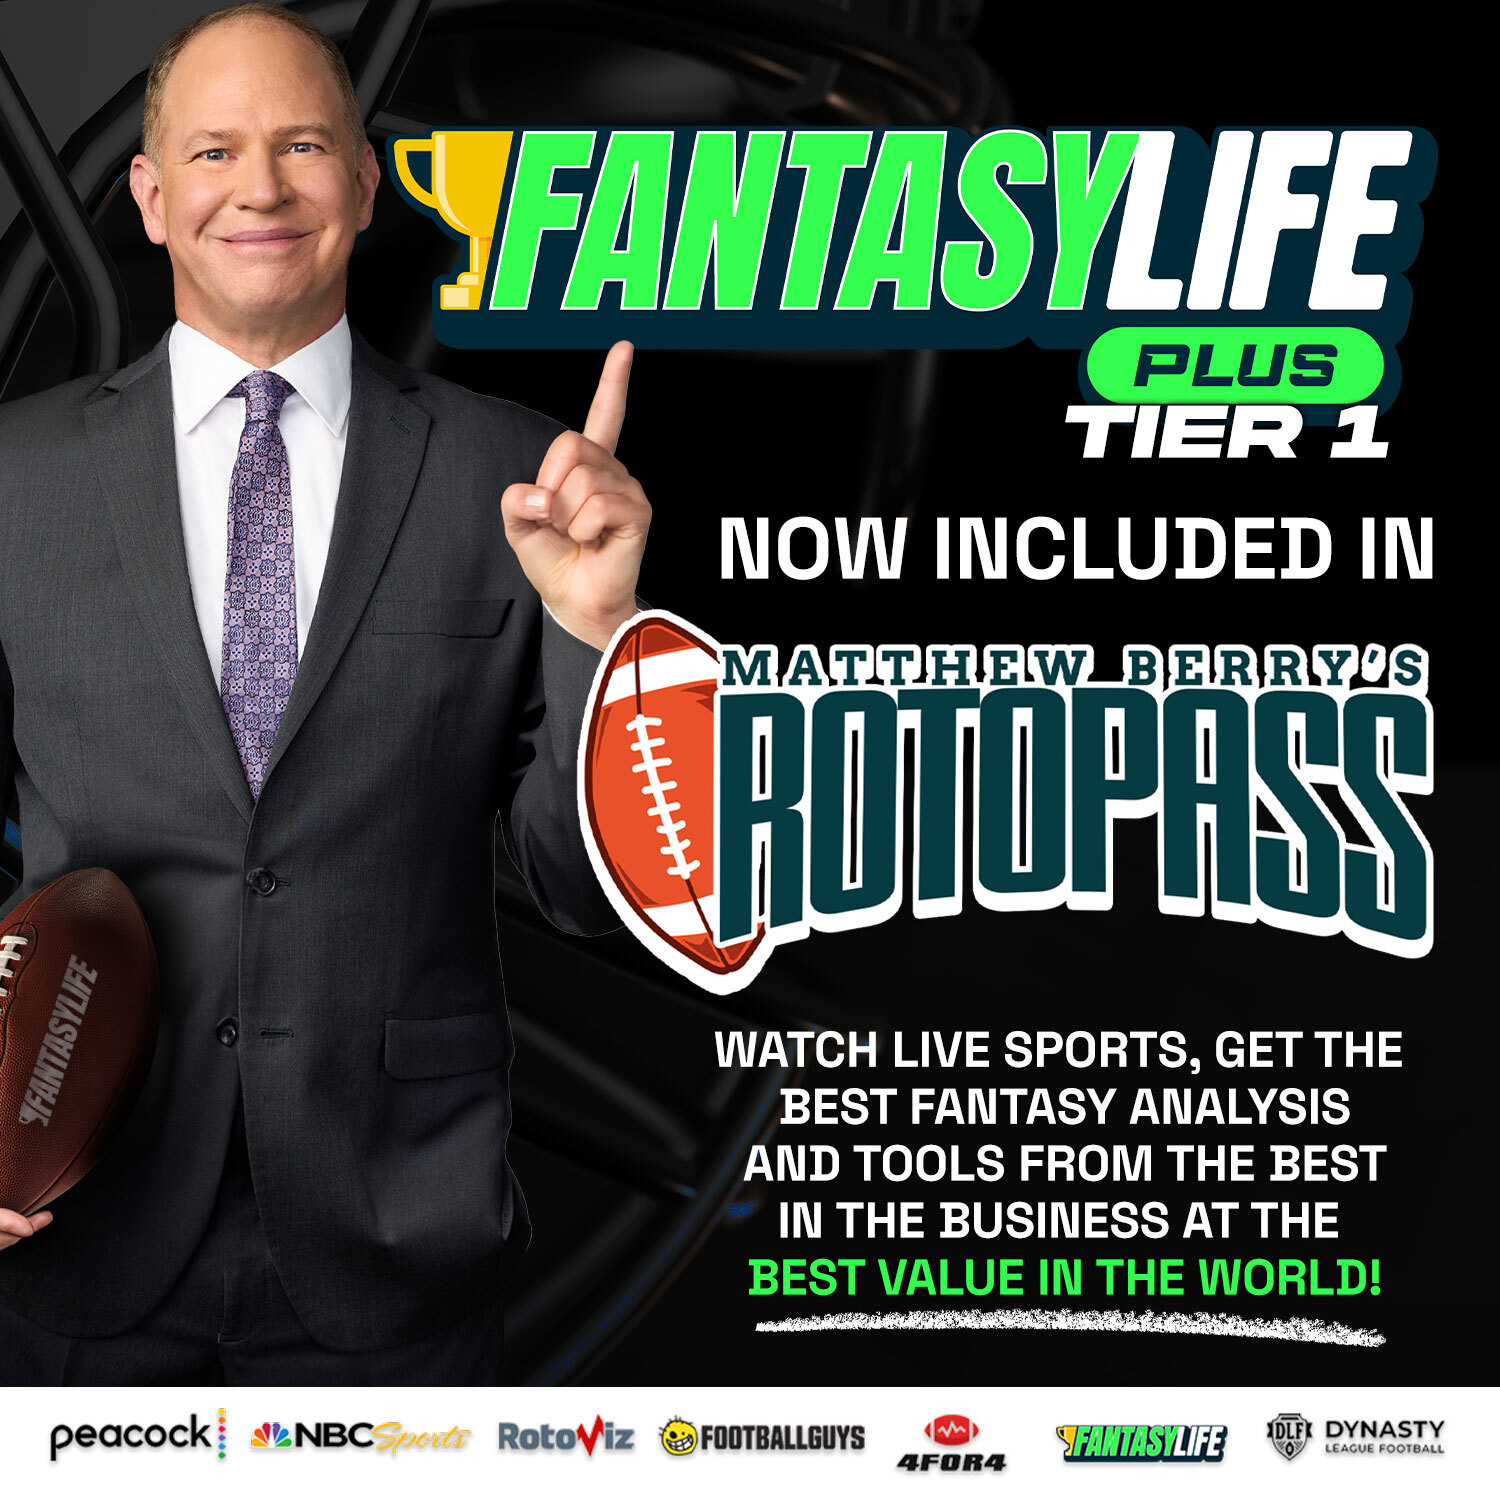 FANTASYLIFE
PLUS
TIER 1
NOW INCLUDED IN
MATTHEW BERRY'S
ROTOPASS
WATCH LIVE SPORTS, GET THE
BEST FANTASY ANALYSIS
AND TOOLS FROM THE BEST
IN THE BUSINESS AT THE
BEST VALUE IN THE WORLD!
FANTASYLIFE
peacock NBC Sports RotoViz FOOTBALLGUYS 4FOR4 FANTASYLIFE DLF DYNASTY
LEAGUE FOOTBALL